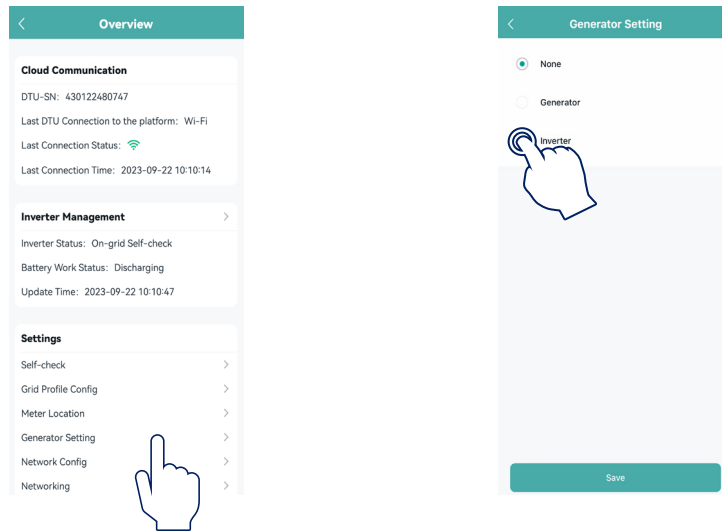 Overview
Cloud Communication
DTU-SN: 430122480747
Last DTU Connection to the platform: Wi-Fi
Last Connection Status:
Last Connection Time: 2023-09-22 10:10:14
Inverter Management
Inverter Status: On-grid Self-check
Battery Work Status: Discharging
Update Time: 2023-09-22 10:10:47
Settings
Self-check
Grid Profile Config
Meter Location
Generator Setting
Network Config
Networking
Generator Setting
None
Generator
Inverter
Save